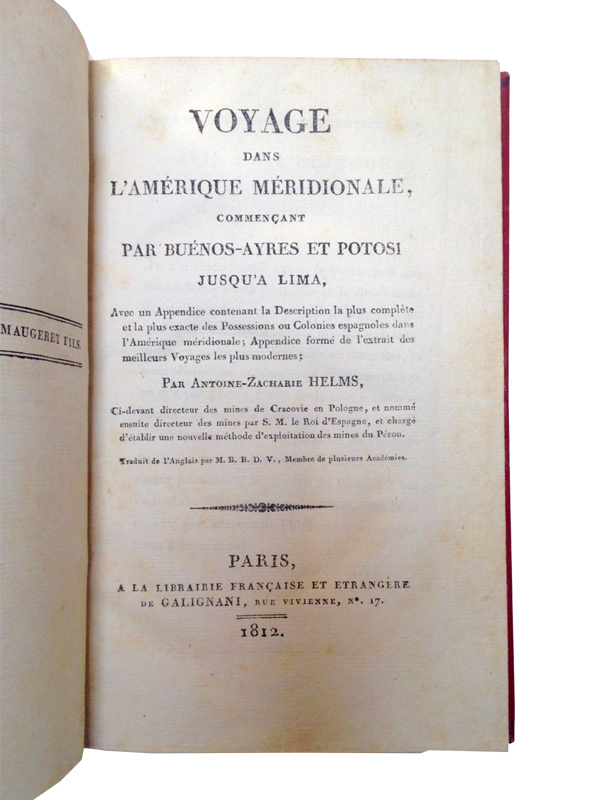 MAUGERET FILS.
VOYAGE
DANS
L'AMÉRIQUE MÉRIDIONALE,
COMMENÇANT
PAR BUÉNOS-AYRES ET POTOSI
JUSQU'A LIMA,
Avec un Appendice contenant la Description la plus complète
et la plus exacte des Possessions ou Colonies espagnoles dans
l'Amérique méridionale; Appendice formé de l'extrait des
meilleurs Voyages les plus modernes;
PAR ANTOINE-ZACHARIE HELMS,
Ci-devant directeur des mines de Cracovie en Pologne, et nommé
ensuite directeur des mines par S. M. le Roi d'Espagne, et chargé
d'établir une nouvelle méthode d'exploitation des mines du Pérou.
Traduit de l'Anglais par M. B. B. D. V., Membre de plusieurs Académies.
PARIS,
A LA LIBRAIRIE FRANÇAISE ET ETRANGÈRE
DE GALIGNANI, RUE VIVIENNE, No. 17.
1812.